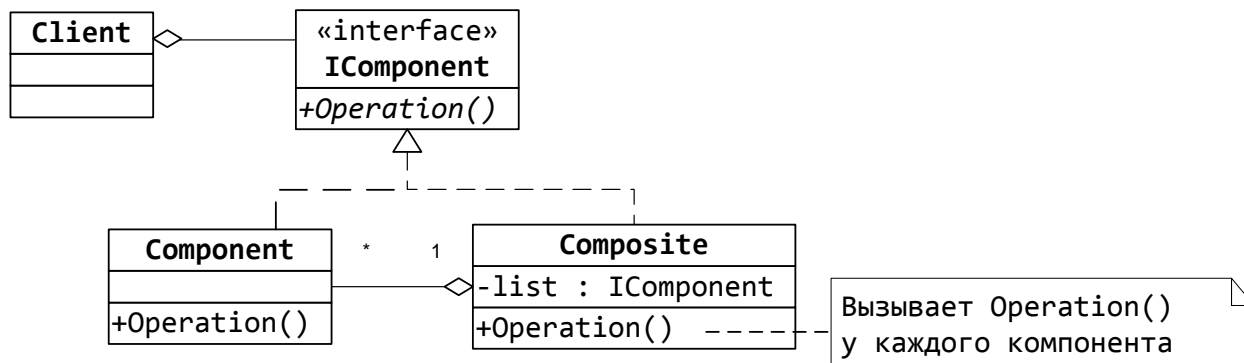 Client
«interface»
IComponent
+Operation()
Component
+Operation()
* 1
Composite
-list : IComponent
+Operation()
Вызывает Operation()
у каждого компонента